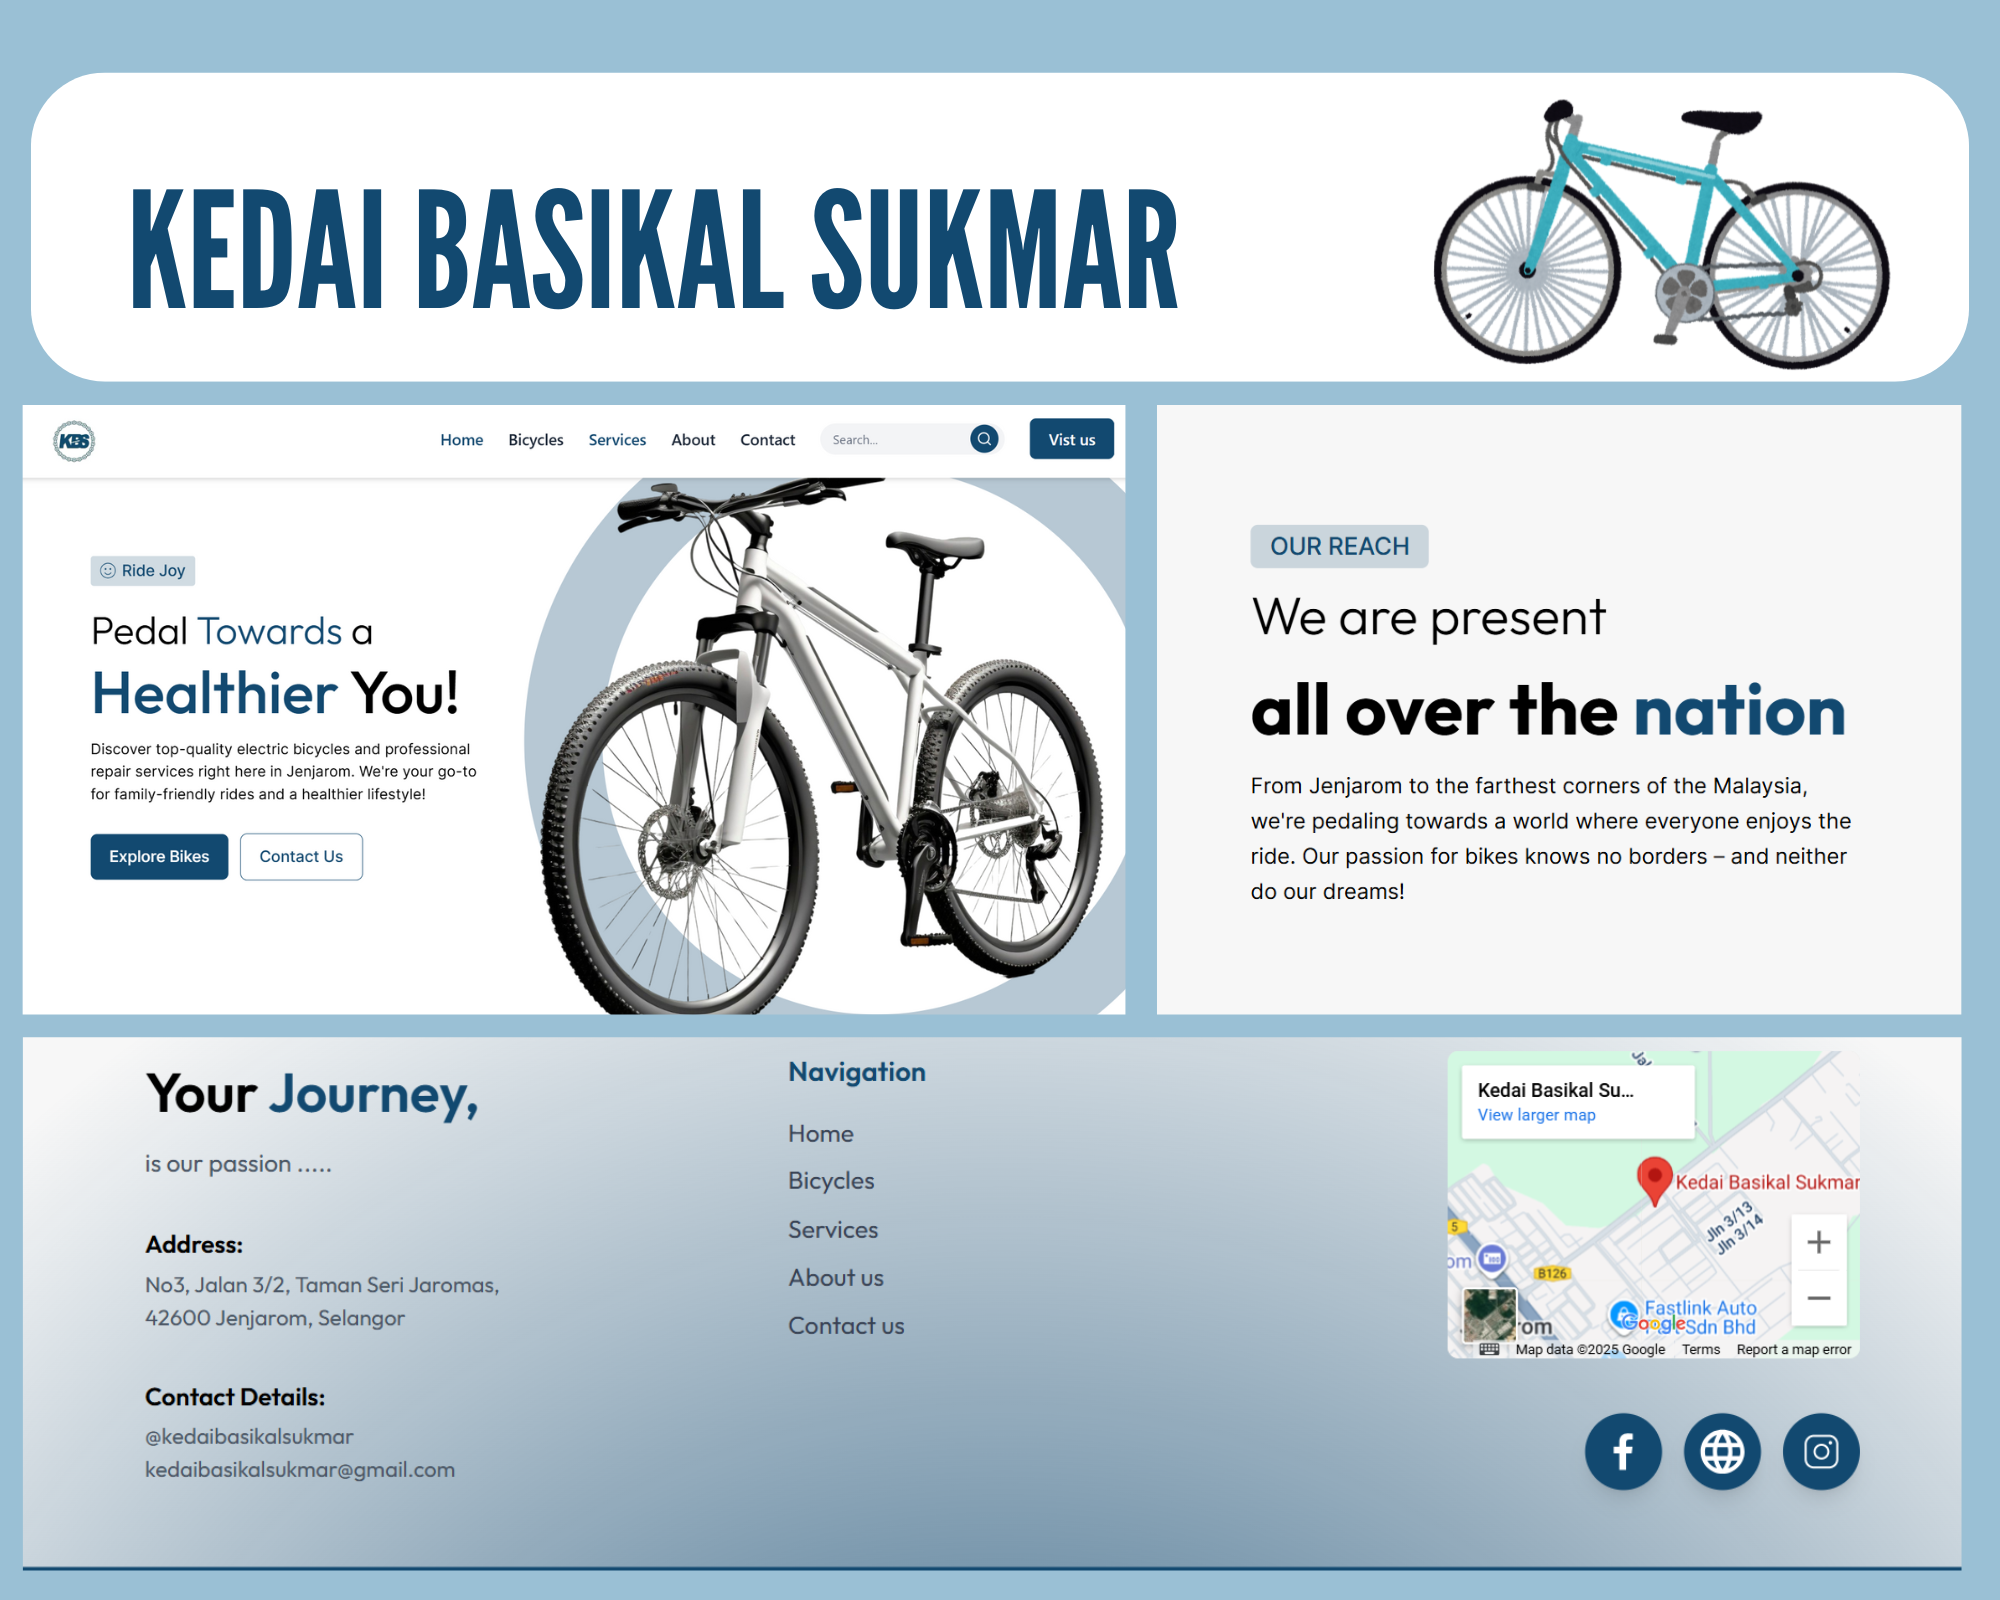 KEDAI BASIKAL SUKMAR
KBS
Home Bicycles Services About Contact Search... Vist us
Ride Joy
Pedal Towards a
Healthier You!
Discover top-quality electric bicycles and professional
repair services right here in Jenjarom. We're your go-to
for family-friendly rides and a healthier lifestyle!
Explore Bikes Contact Us
OUR REACH
We are present
all over the nation
From Jenjarom to the farthest corners of the Malaysia,
we're pedaling towards a world where everyone enjoys the
ride. Our passion for bikes knows no borders – and neither
do our dreams!
Your Journey,
is our passion .....
Address:
No3, Jalan 3/2, Taman Seri Jaromas,
42600 Jenjarom, Selangor
Contact Details:
@kedaibasikalsukmar
kedaibasikalsukmar@gmail.com
Navigation
Home
Bicycles
Services
About us
Contact us
Kedai Basikal Su...
View larger map
Kedai Basikal Sukmar
Jln 3/13
Jln 3/14
5
B126
Fastlink Auto
Sdn Bhd
Google
Map data ©2025 Google Terms Report a map error